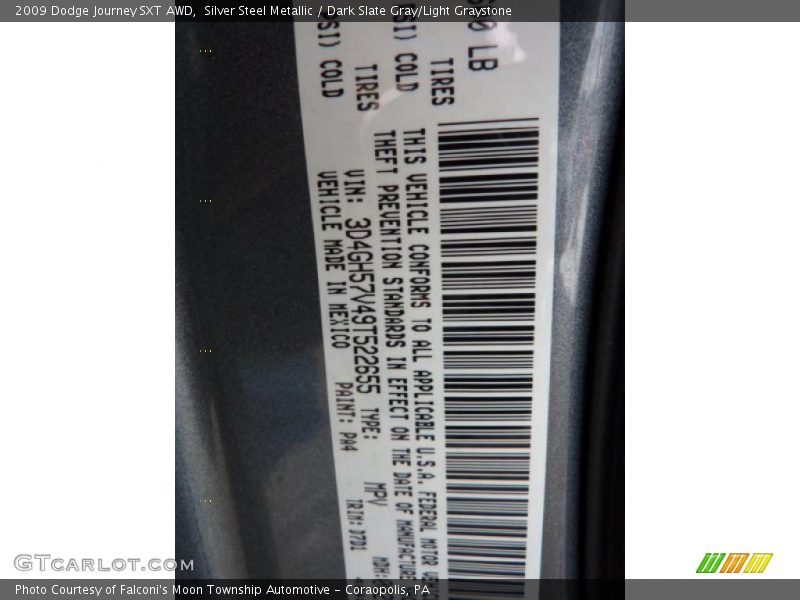 2009 Dodge Journey SXT AWD,  Silver Steel Metallic / Dark Slate Gray/Light Graystone
LB
TIRES
COLD
TIRES
COLD
THIS VEHICLE CONFORMS TO ALL APPLICABLE U.S.A. FEDERAL MOTOR
THEFT PREVENTION STANDARDS IN EFFECT ON THE DATE OF MANUFACTURE
VIN: 3D4GH57V49T522655 TYPE: MPV
VEHICLE MADE IN MEXICO PAINT: PA4 TRIM: D7D1
GTCARLOT.COM
Photo Courtesy of Falconi's Moon Township Automotive – Coraopolis, PA